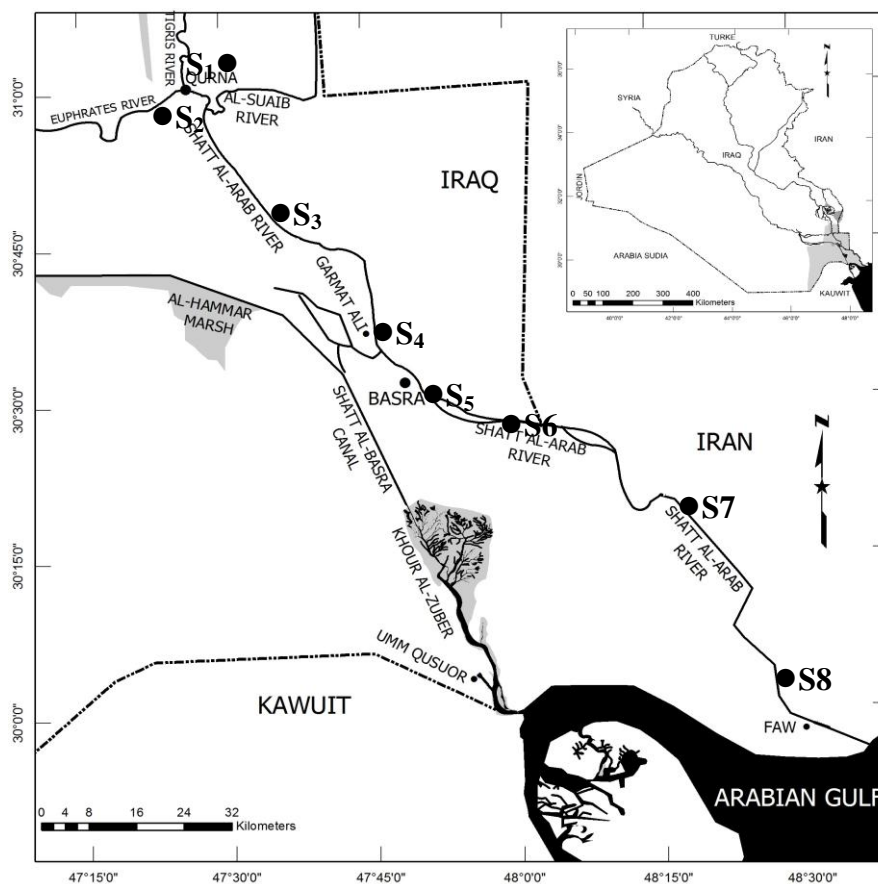 TIGRIS RIVER
S1
QURNA
31°0'0"
EUPHRATES RIVER
AL-SUAIB
RIVER
S2
SHATT AL-ARAB RIVER
IRAQ
S3
30°45'0"
GARMAT ALI
AL-HAMMAR
MARSH
S4
BASRA
S5
30°30'0"
S6
SHATT AL-ARAB
RIVER
SHATT AL-BASRA
CANAL
IRAN
N
S7
SHATT AL-ARAB
RIVER
30°15'0"
KHOUR AL-ZUBER
UMM QUSUOR
S8
KAWUIT
30°0'0"
FAW
ARABIAN GULF
0 4 8 16 24 32
Kilometers
47°15'0" 47°30'0" 47°45'0" 48°0'0" 48°15'0" 48°30'0"
TURKE
N
SYRIA
IRAN
IRAQ
JORDIN
ARABIA SUDIA
KAUWIT
0 50 100 200 300 400
Kilometers